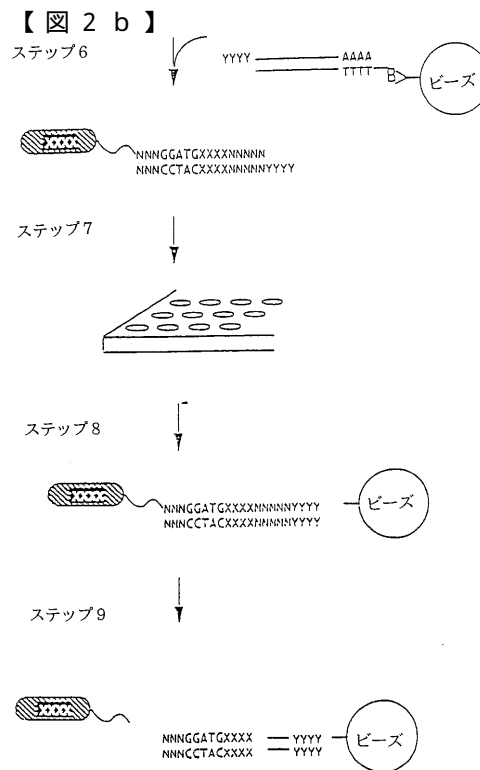 【図2b】
ステップ6
YYYY AAAA
TTTT B ビーズ
XXXX NNNGGATGXXXXNNNNN
NNNCCTACXXXXNNNNNYYYY
ステップ7
ステップ8
XXXX NNNGGATGXXXXNNNNNYYYY ビーズ
NNNCCTACXXXXNNNNNYYYY
ステップ9
XXXX NNNGGATGXXXX YYYY ビーズ
NNNCCTACXXXX YYYY